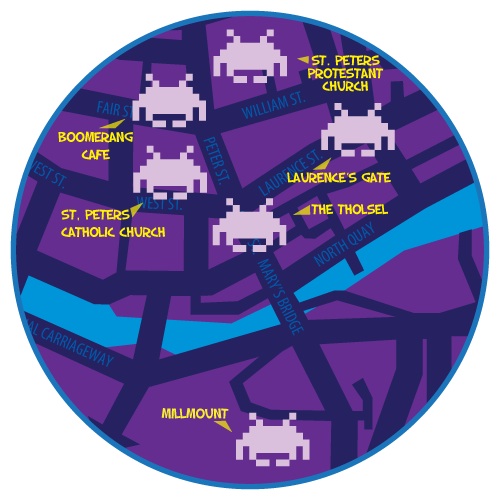 ST. PETERS
PROTESTANT
CHURCH
FAIR ST.
WILLIAM ST.
BOOMERANG
CAFE
PETER ST.
LAURENCE ST.
LAURENCE'S GATE
WEST ST.
WEST ST.
ST. PETERS
CATHOLIC CHURCH
THE THOLSEL
NORTH QUAY
MARY'S BRIDGE
AL CARRIAGEWAY
MILLMOUNT